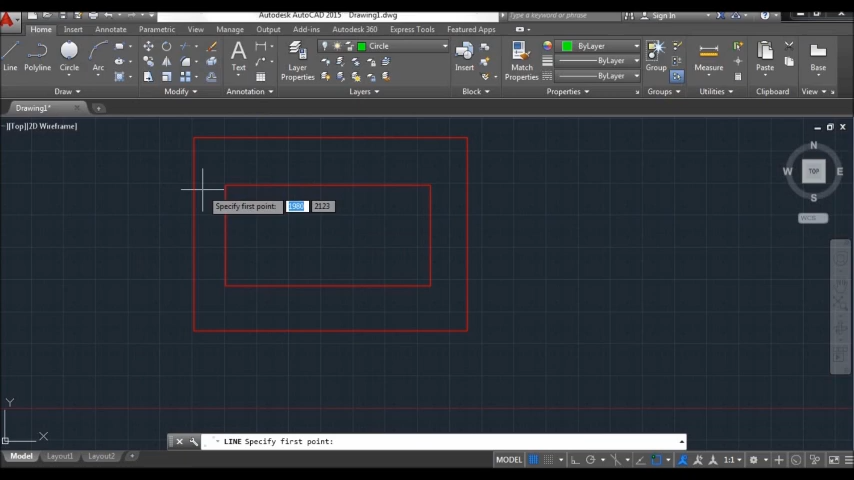 Autodesk AutoCAD 2015 Drawing1.dwg
Type a keyword or phrase
Sign In
Home Insert Annotate Parametric View Manage Output Add-ins Autodesk 360 Express Tools Featured Apps
Line Polyline Circle Arc
Text
Layer
Properties
Circle
Insert
Match
Properties
ByLayer
ByLayer
ByLayer
Group
Measure
Paste
Base
Draw Modify Annotation Layers Block Properties Groups Utilities Clipboard View
Drawing1*
[Top][2D Wireframe]
N
W TOP E
S
WCS
Specify first point: 1980 2123
Y
X
LINE Specify first point:
Model Layout1 Layout2
MODEL 1:1